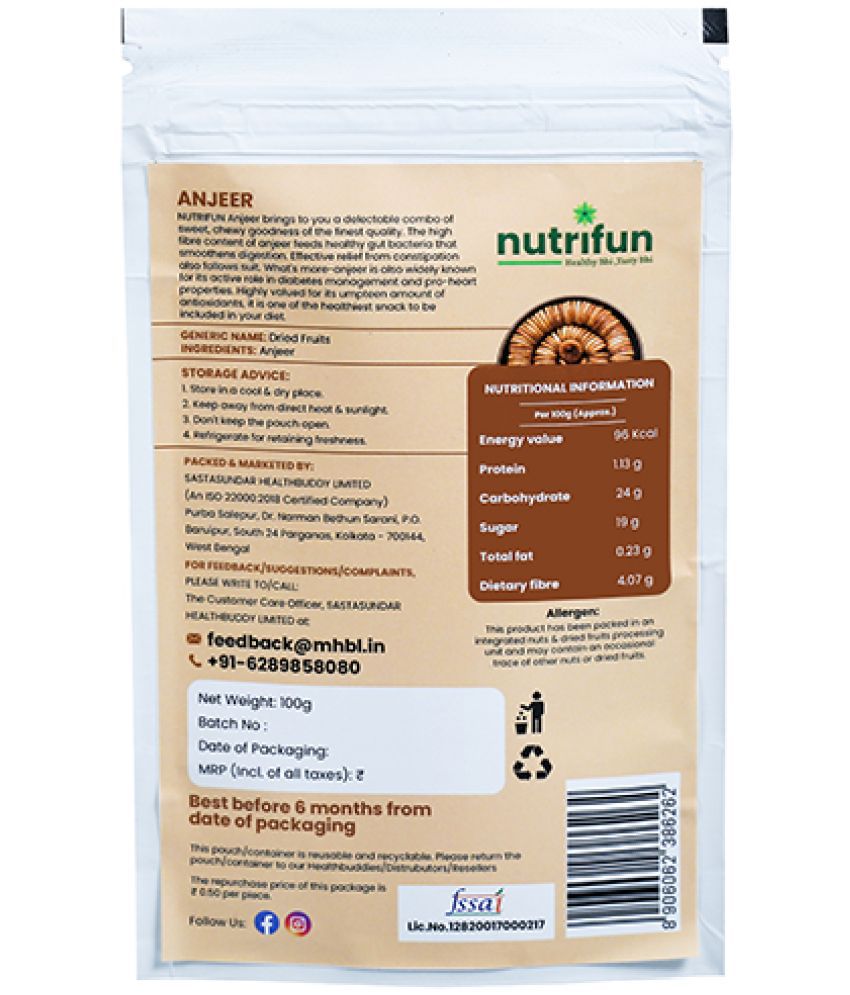 ANJEER
NUTRIFUN Anjeer brings to you a delectable combo of
sweet, chewy goodness of the finest quality. The high
fibre content of anjeer feeds healthy gut bacteria that
smoothens digestion. Effective relief from constipation
also follows suit. What's more-anjeer is also widely known
for its active role in diabetes management and pro-heart
properties. Highly valued for its umpteen amount of
antioxidants, it is one of the healthiest snack to be
included in your diet.
nutrifun
Healthy Bhi ,Tasty Bhi
GENERIC NAME: Dried Fruits
INGREDIENTS: Anjeer
STORAGE ADVICE:
1. Store in a cool & dry place.
2. Keep away from direct heat & sunlight.
3. Don't keep the pouch open.
4. Refrigerate for retaining freshness.
PACKED & MARKETED BY:
SASTASUNDAR HEALTHBUDDY LIMITED
(An ISO 22000:2018 Certified Company)
Purba Salepur, Dr. Norman Bethun Sarani, P.O.
Baruipur, South 24 Parganas, Kolkata - 700144,
West Bengal
FOR FEEDBACK/SUGGESTIONS/COMPLAINTS,
PLEASE WRITE TO/CALL:
The Customer Care Officer, SASTASUNDAR
HEALTHBUDDY LIMITED at:
feedback@mhbl.in
+91-6289858080
NUTRITIONAL INFORMATION
Per 100g (Approx.)
Energy value 96 Kcal
Protein 1.13 g
Carbohydrate 24 g
Sugar 19 g
Total fat 0.23 g
Dietary fibre 4.07 g
Allergen:
This product has been packed in an
integrated nuts & dried fruits processing
unit and may contain an occasional
trace of other nuts or dried fruits.
Net Weight: 100g
Batch No :
Date of Packaging:
MRP (Incl. of all taxes): ₹
Best before 6 months from
date of packaging
This pouch/container is reusable and recyclable. Please return the
pouch/container to our Healthbuddies/Distrubutors/Resellers
The repurchase price of this package is
₹ 0.50 per piece.
Follow Us:
fssai
Lic.No.12820017000217
8 906062 386262